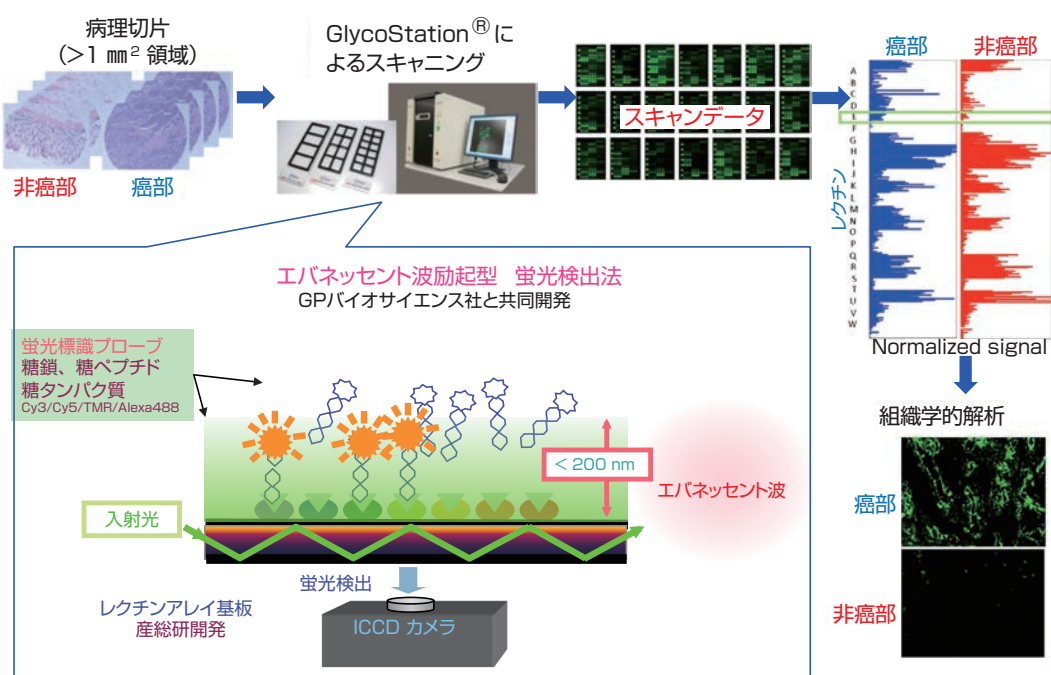 病理切片
(>1 mm² 領域)
非癌部
癌部
GlycoStation®に
よるスキャニング
スキャンデータ
癌部
非癌部
レクチン
A
B
C
D
E
F
G
H
I
J
K
L
M
N
O
P
Q
R
S
T
U
V
W
Normalized signal
組織学的解析
癌部
非癌部
エバネッセント波励起型 蛍光検出法
GPバイオサイエンス社と共同開発
蛍光標識プローブ
糖鎖、糖ペプチド
糖タンパク質
Cy3/Cy5/TMR/Alexa488
< 200 nm
エバネッセント波
入射光
蛍光検出
レクチンアレイ基板
産総研開発
ICCD カメラ